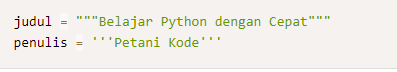 judul = """Belajar Python dengan Cepat"""
penulis = '''Petani Kode'''